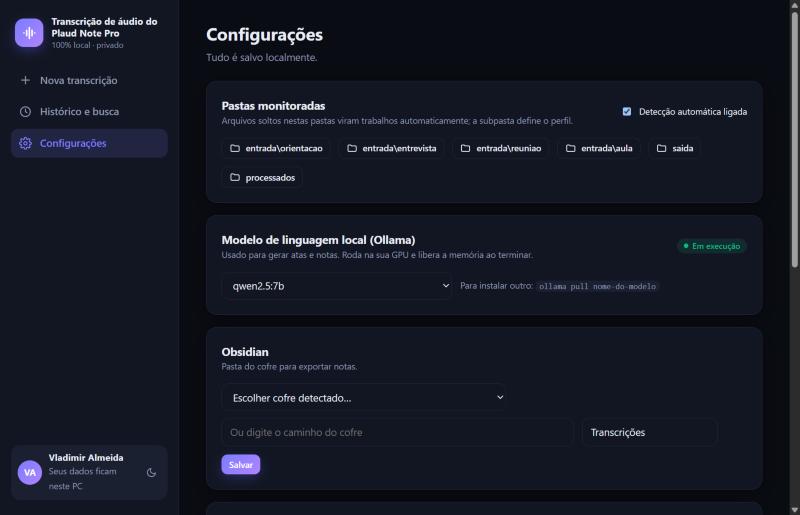 Transcrição de áudio do
Plaud Note Pro
100% local · privado
Nova transcrição
Histórico e busca
Configurações
Vladimir Almeida
VA
Seus dados ficam
neste PC
Configurações
Tudo é salvo localmente.
Pastas monitoradas
Arquivos soltos nestas pastas viram trabalhos automaticamente; a subpasta define o perfil.
Detecção automática ligada
entrada\orientacao
entrada\entrevista
entrada\reuniao
entrada\aula
saida
processados
Modelo de linguagem local (Ollama)
Usado para gerar atas e notas. Roda na sua GPU e libera a memória ao terminar.
Em execução
qwen2.5:7b
Para instalar outro: ollama pull nome-do-modelo
Obsidian
Pasta do cofre para exportar notas.
Escolher cofre detectado...
Ou digite o caminho do cofre
Transcrições
Salvar